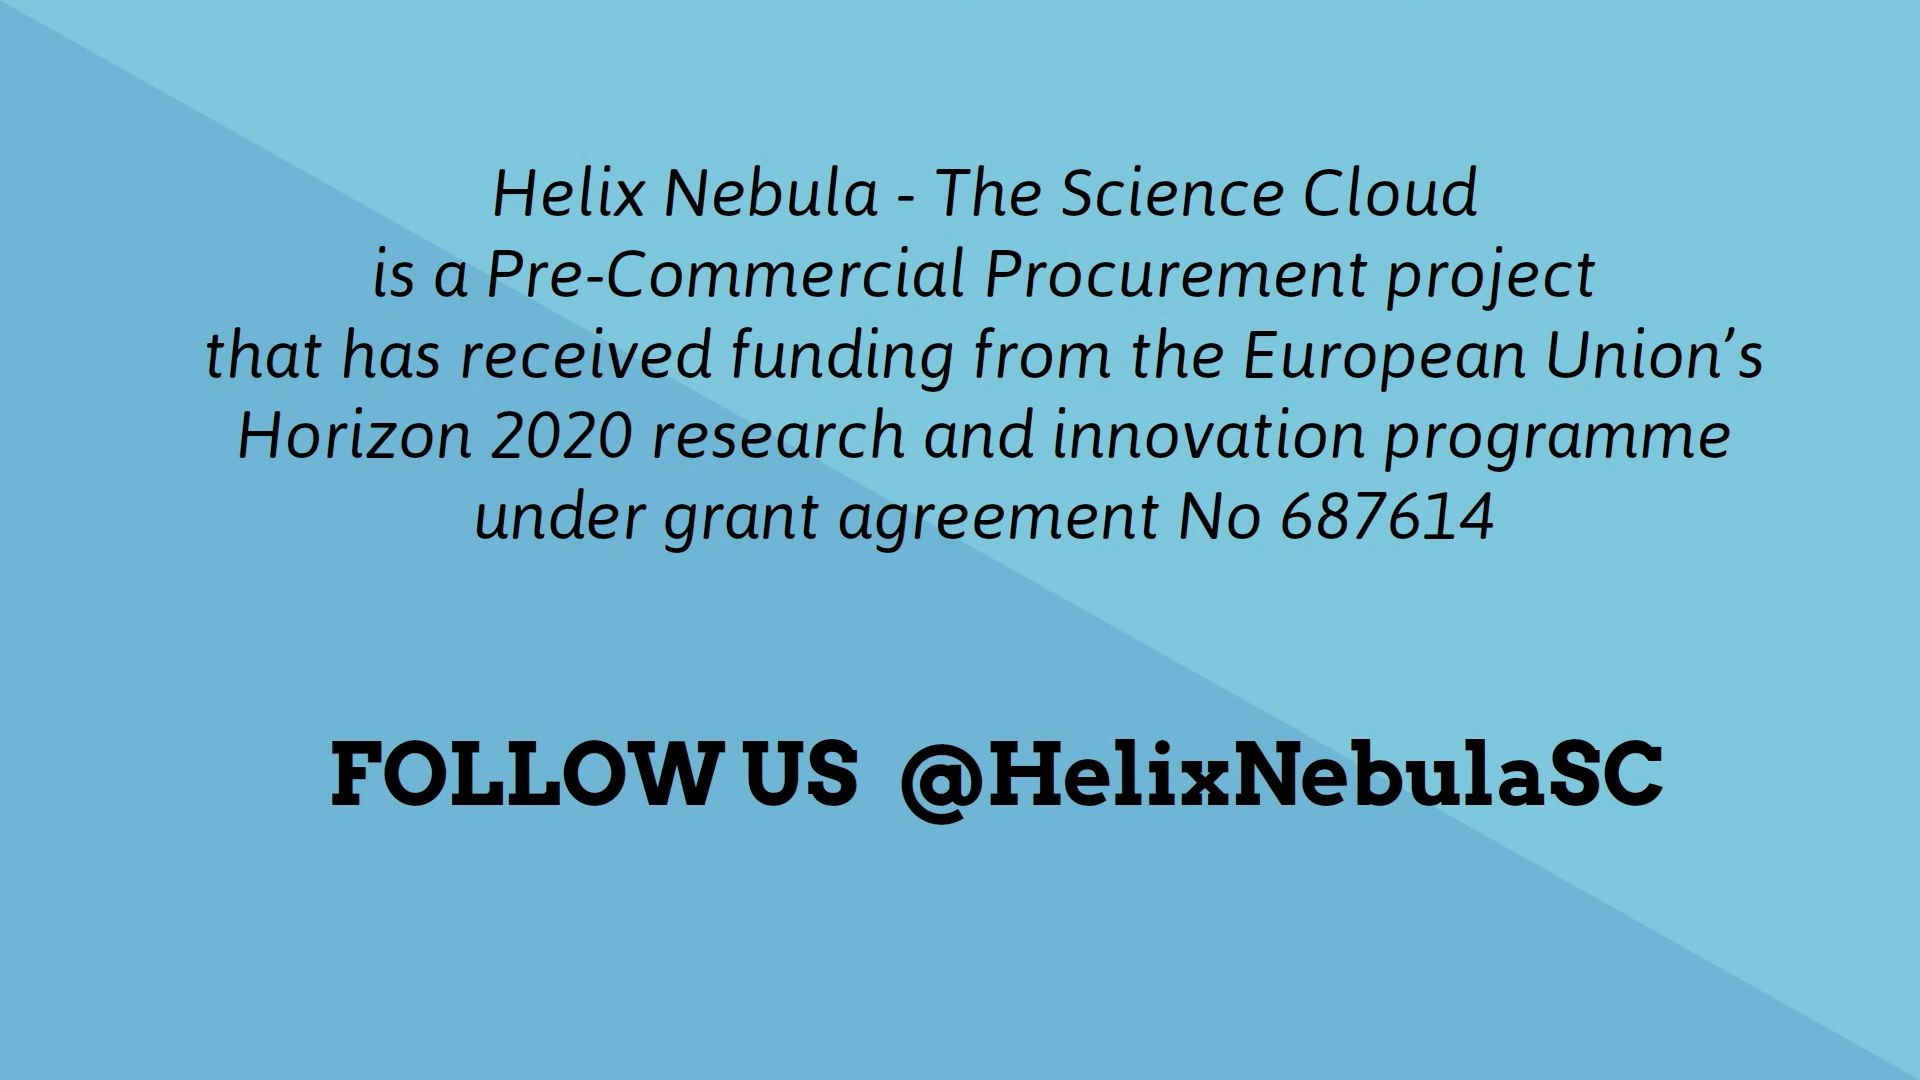 Helix Nebula - The Science Cloud
is a Pre-Commercial Procurement project
that has received funding from the European Union’s
Horizon 2020 research and innovation programme
under grant agreement No 687614
FOLLOW US @HelixNebulaSC